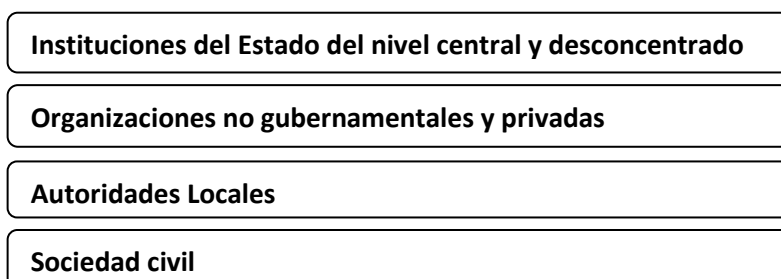 Instituciones del Estado del nivel central y desconcentrado
Organizaciones no gubernamentales y privadas
Autoridades Locales
Sociedad civil